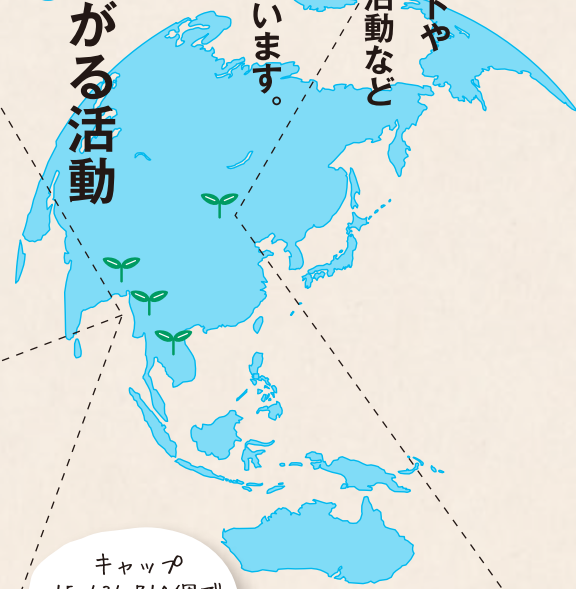 トや
活動など
います。
がる活動
キャップ